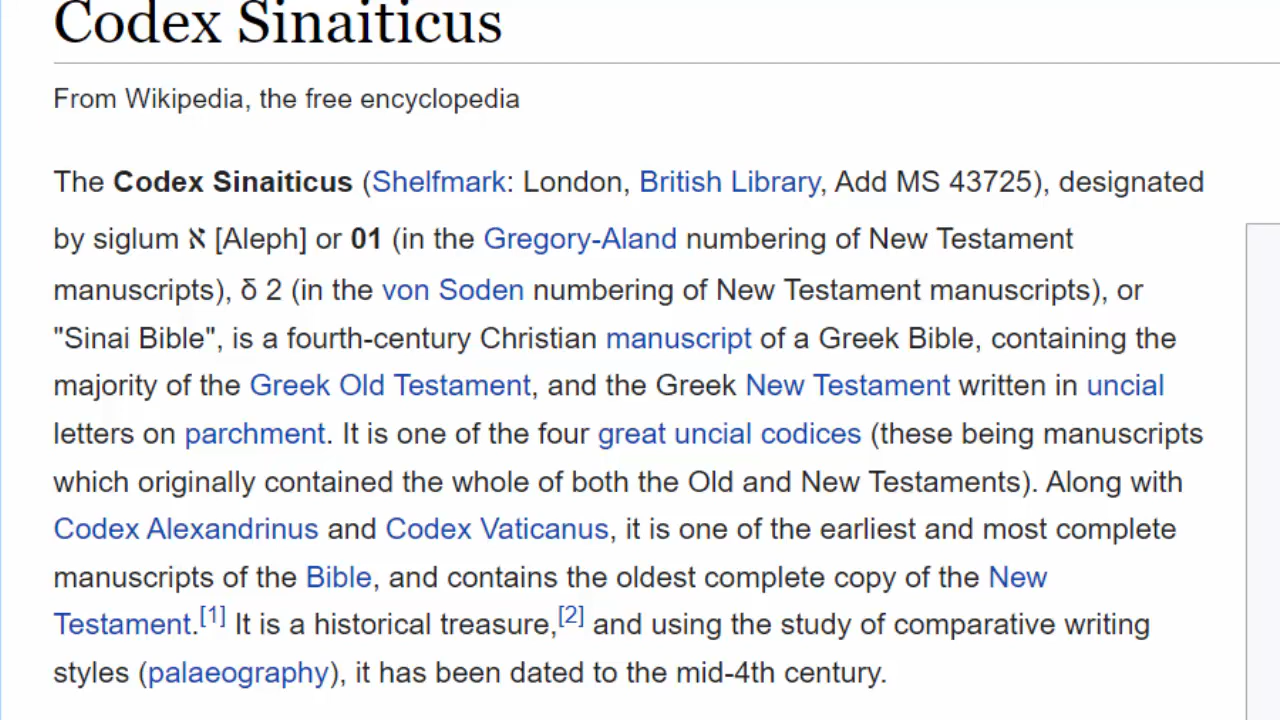 Codex Sinaiticus
From Wikipedia, the free encyclopedia
The Codex Sinaiticus (Shelfmark: London, British Library, Add MS 43725), designated
by siglum א [Aleph] or 01 (in the Gregory-Aland numbering of New Testament
manuscripts), δ 2 (in the von Soden numbering of New Testament manuscripts), or
"Sinai Bible", is a fourth-century Christian manuscript of a Greek Bible, containing the
majority of the Greek Old Testament, and the Greek New Testament written in uncial
letters on parchment. It is one of the four great uncial codices (these being manuscripts
which originally contained the whole of both the Old and New Testaments). Along with
Codex Alexandrinus and Codex Vaticanus, it is one of the earliest and most complete
manuscripts of the Bible, and contains the oldest complete copy of the New
Testament.[1] It is a historical treasure,[2] and using the study of comparative writing
styles (palaeography), it has been dated to the mid-4th century.